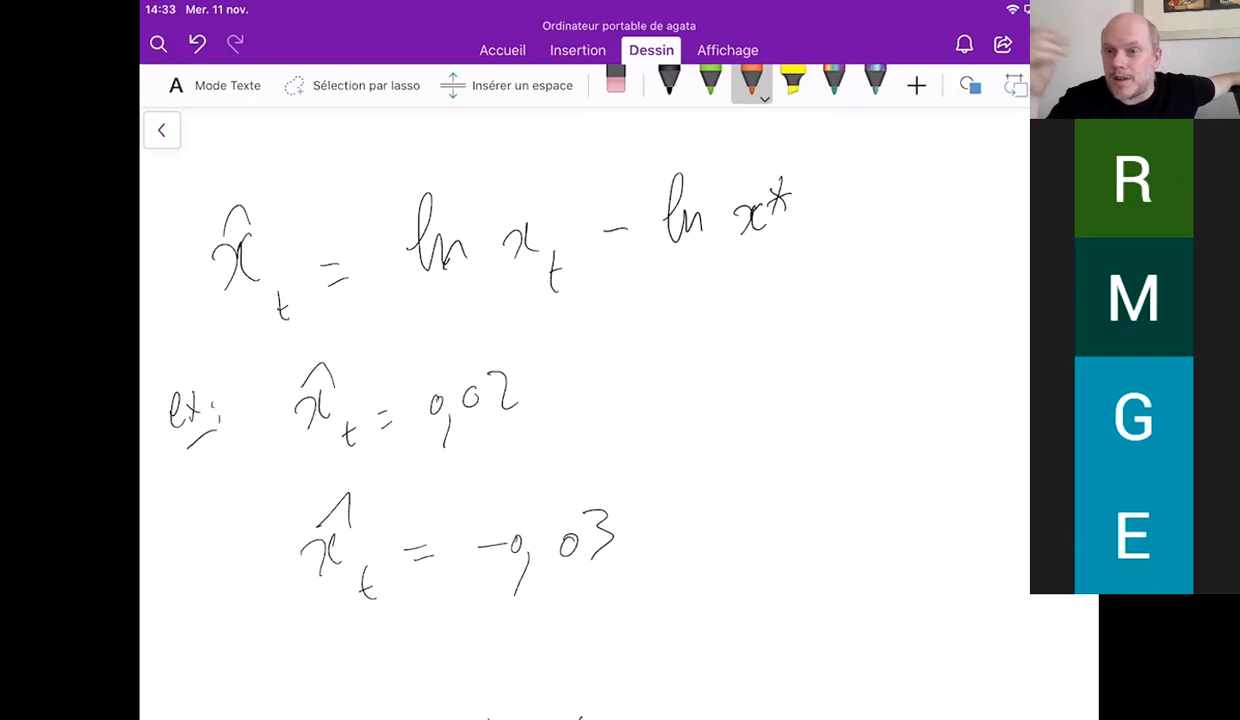 14:33 Mer. 11 nov.
Ordinateur portable de agata
Accueil Insertion Dessin Affichage
A Mode Texte Sélection par lasso Insérer un espace
x̂_t = ln x_t − ln x*
ex: x̂_t = 0,02
x̂_t = −0,03
R
M
G
E